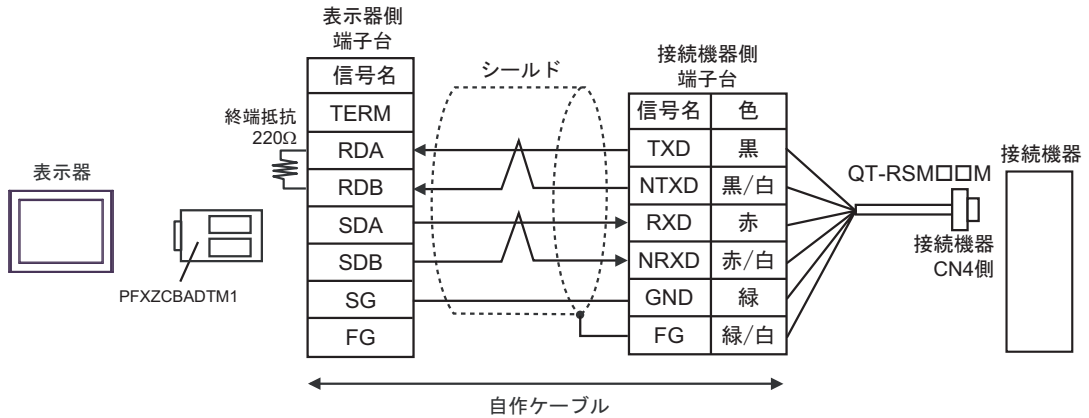 表示器
PFXZCBADTM1
終端抵抗
220Ω
表示器側
端子台
信号名
TERM
RDA
RDB
SDA
SDB
SG
FG
シールド
接続機器側
端子台
信号名 色
TXD 黒
NTXD 黒/白
RXD 赤
NRXD 赤/白
GND 緑
FG 緑/白
QT-RSM□□M
接続機器
CN4側
接続機器
自作ケーブル